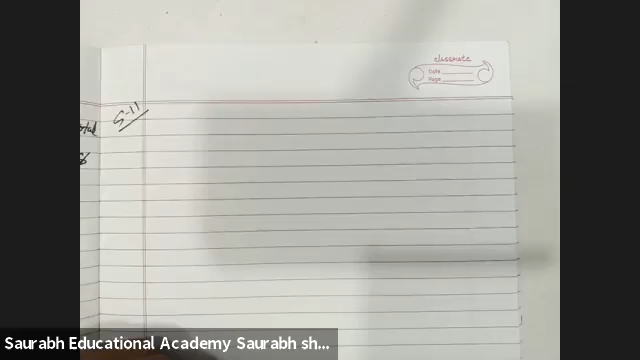 classmate
Date
Page
S-11
Saurabh Educational Academy Saurabh sh...